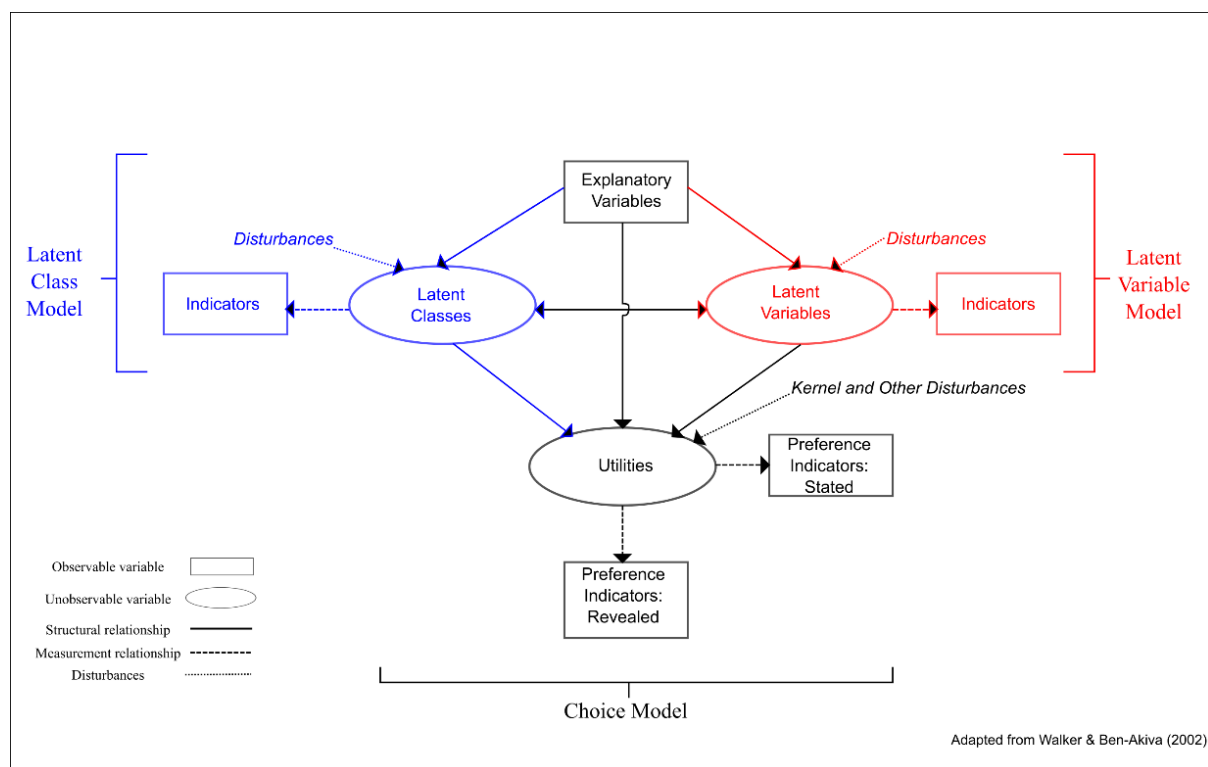 Explanatory
Variables
Disturbances
Disturbances
Latent
Class
Model
Indicators
Latent
Classes
Latent
Variables
Indicators
Latent
Variable
Model
Kernel and Other Disturbances
Utilities
Preference
Indicators:
Stated
Preference
Indicators:
Revealed
Observable variable
Unobservable variable
Structural relationship
Measurement relationship
Disturbances
Choice Model
Adapted from Walker & Ben-Akiva (2002)